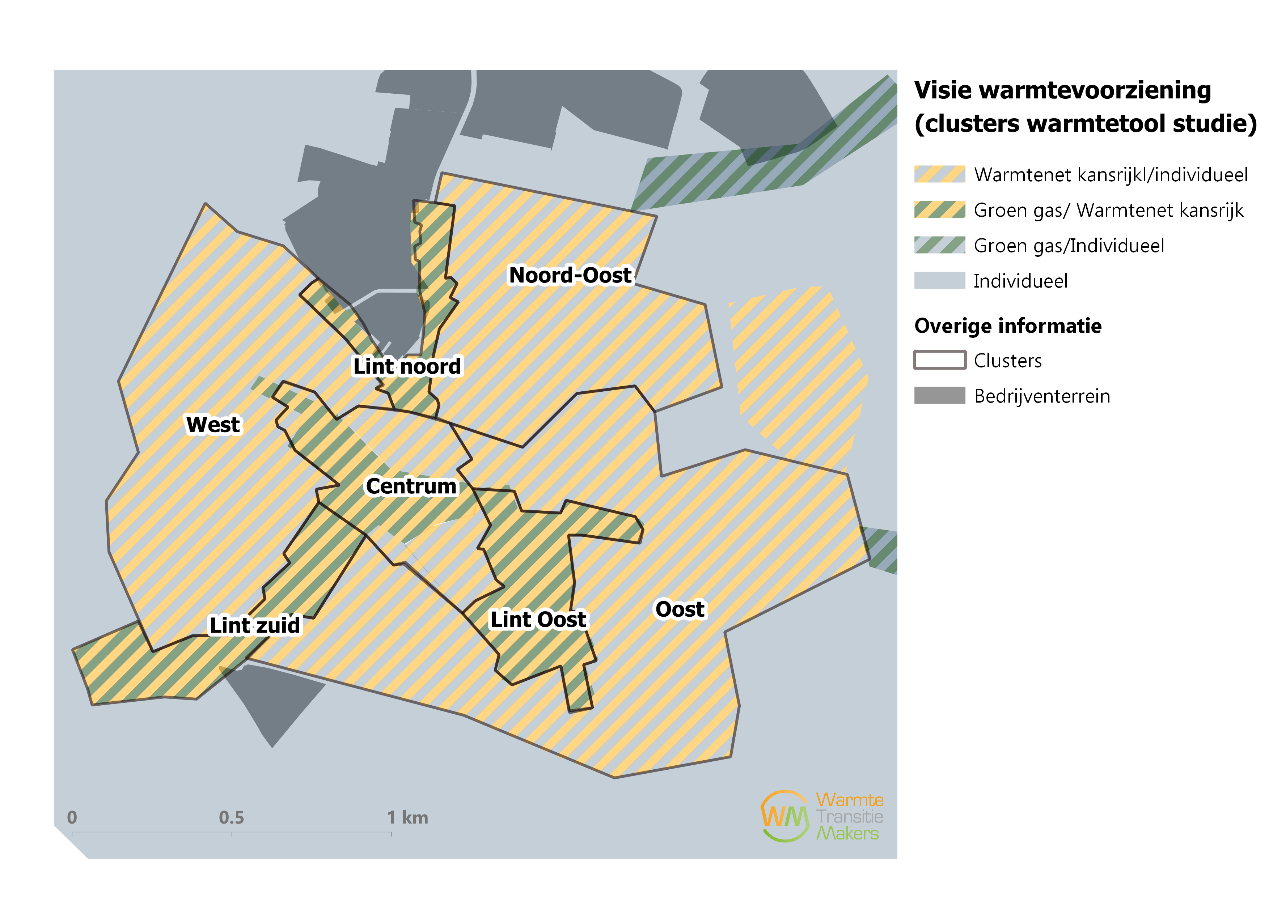 Visie warmtevoorziening
(clusters warmtetool studie)
Warmtenet kansrijkl/individueel
Groen gas/ Warmtenet kansrijk
Groen gas/Individueel
Individueel
Overige informatie
Clusters
Bedrijventerrein
Noord-Oost
Lint noord
West
Centrum
Oost
Lint Oost
Lint zuid
0 0.5 1 km
WM
Warmte
Transitie
Makers